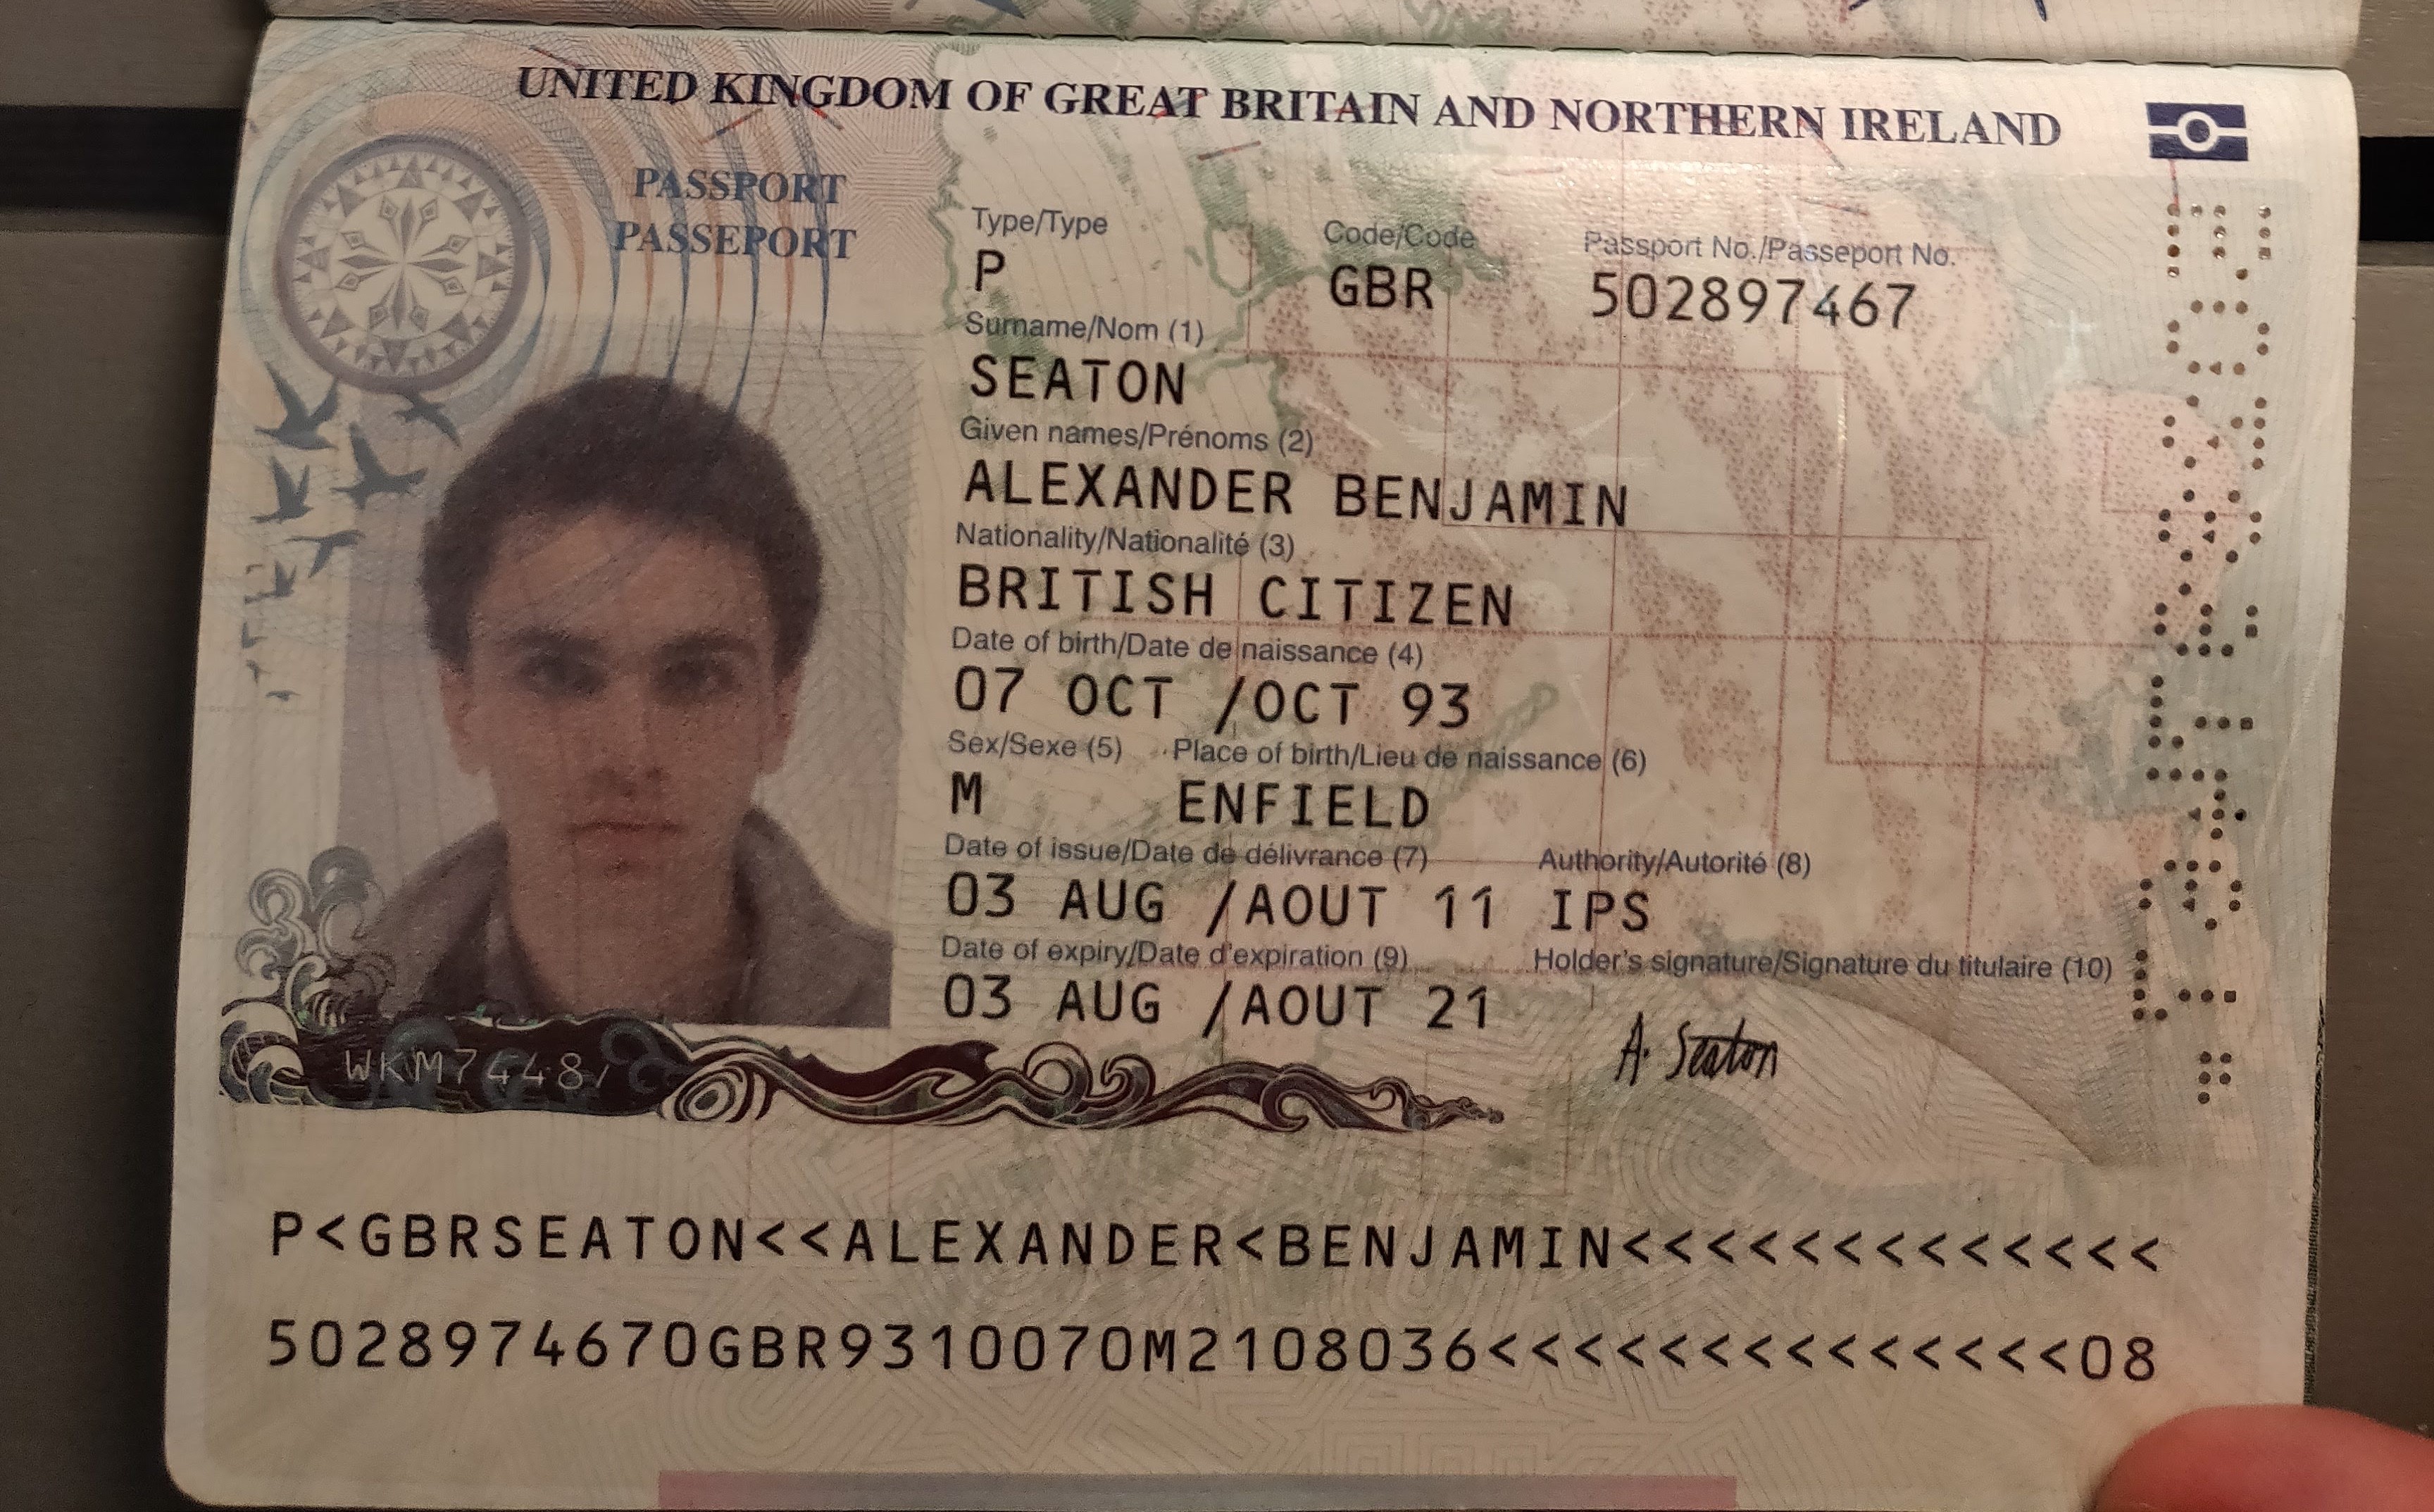 UNITED KINGDOM OF GREAT BRITAIN AND NORTHERN IRELAND
PASSPORT
PASSEPORT
Type/Type Code/Code Passport No./Passeport No.
P GBR 502897467
Surname/Nom (1)
SEATON
Given names/Prénoms (2)
ALEXANDER BENJAMIN
Nationality/Nationalité (3)
BRITISH CITIZEN
Date of birth/Date de naissance (4)
07 OCT /OCT 93
Sex/Sexe (5) Place of birth/Lieu de naissance (6)
M ENFIELD
Date of issue/Date de délivrance (7) Authority/Autorité (8)
03 AUG /AOUT 11 IPS
Date of expiry/Date d'expiration (9) Holder's signature/Signature du titulaire (10)
03 AUG /AOUT 21
A. Seaton
P<GBRSEATON<<ALEXANDER<BENJAMIN<<<<<<<<<<<<<
5028974670GBR9310070M2108036<<<<<<<<<<<<<<08